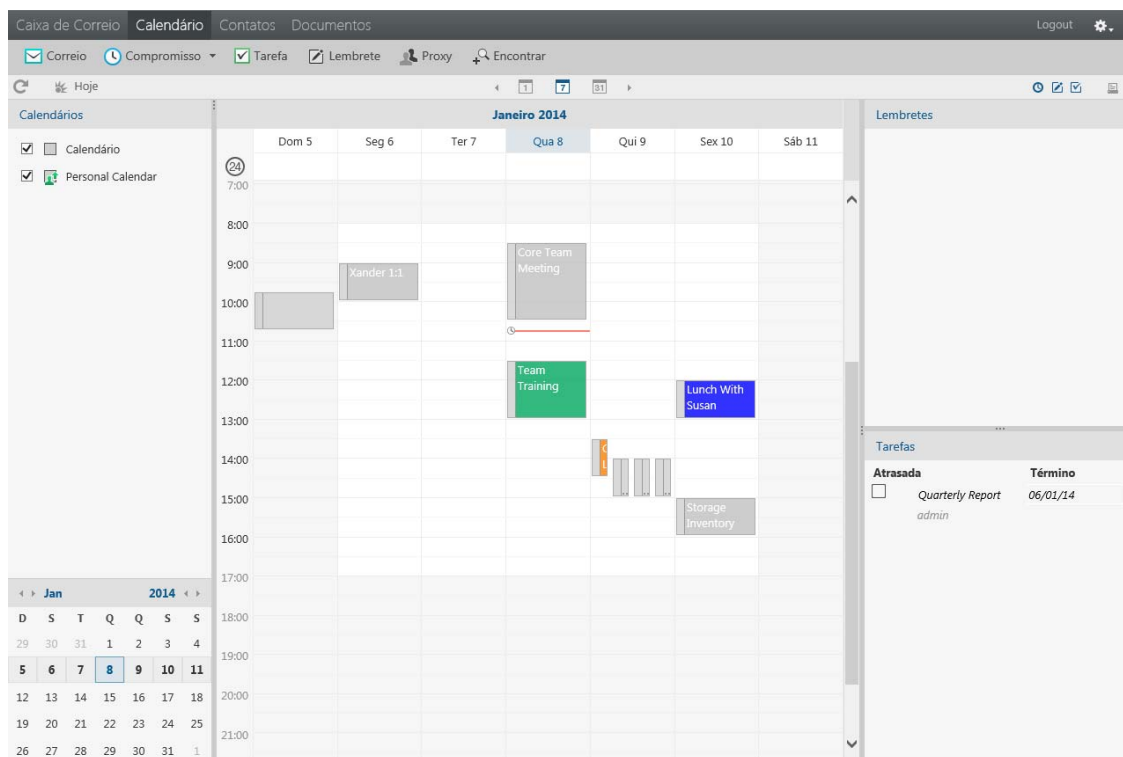 Caixa de Correio Calendário Contatos Documentos Logout
Correio Compromisso Tarefa Lembrete Proxy Encontrar
Hoje 1 7 31
Calendários
Calendário
Personal Calendar
Janeiro 2014
Dom 5 Seg 6 Ter 7 Qua 8 Qui 9 Sex 10 Sáb 11
24
7:00
8:00
Core Team
Meeting
9:00
Xander 1:1
10:00
11:00
Team
Training
12:00
Lunch With
Susan
13:00
14:00
15:00
Storage
Inventory
16:00
17:00
18:00
19:00
20:00
21:00
Jan 2014
D S T Q Q S S
29 30 31 1 2 3 4
5 6 7 8 9 10 11
12 13 14 15 16 17 18
19 20 21 22 23 24 25
26 27 28 29 30 31 1
Lembretes
Tarefas
Atrasada Término
Quarterly Report 06/01/14
admin